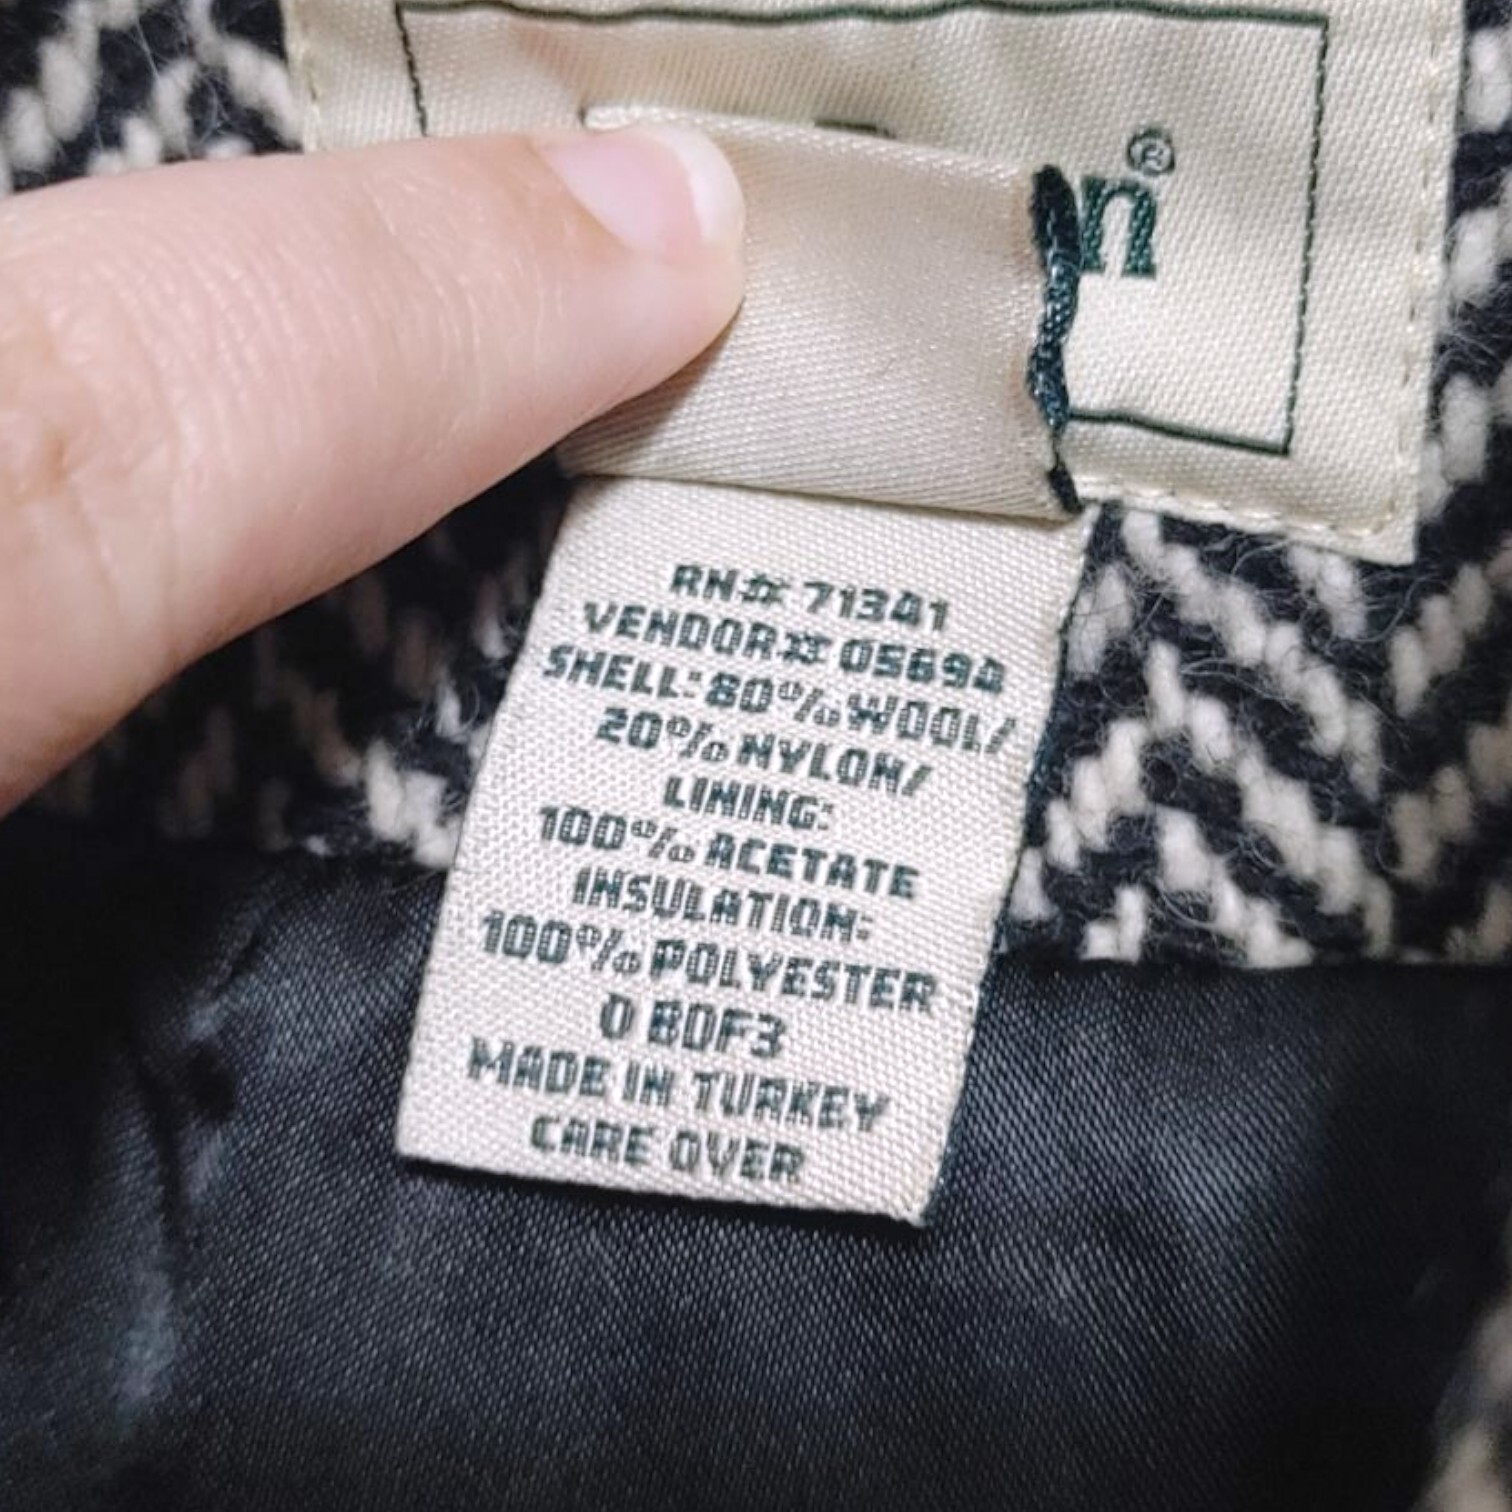 n®
RN# 71341
VENDOR# 05694
SHELL: 80% WOOL/
20% NYLON/
LINING:
100% ACETATE
INSULATION:
100% POLYESTER
0 BDF3
MADE IN TURKEY
CARE OVER